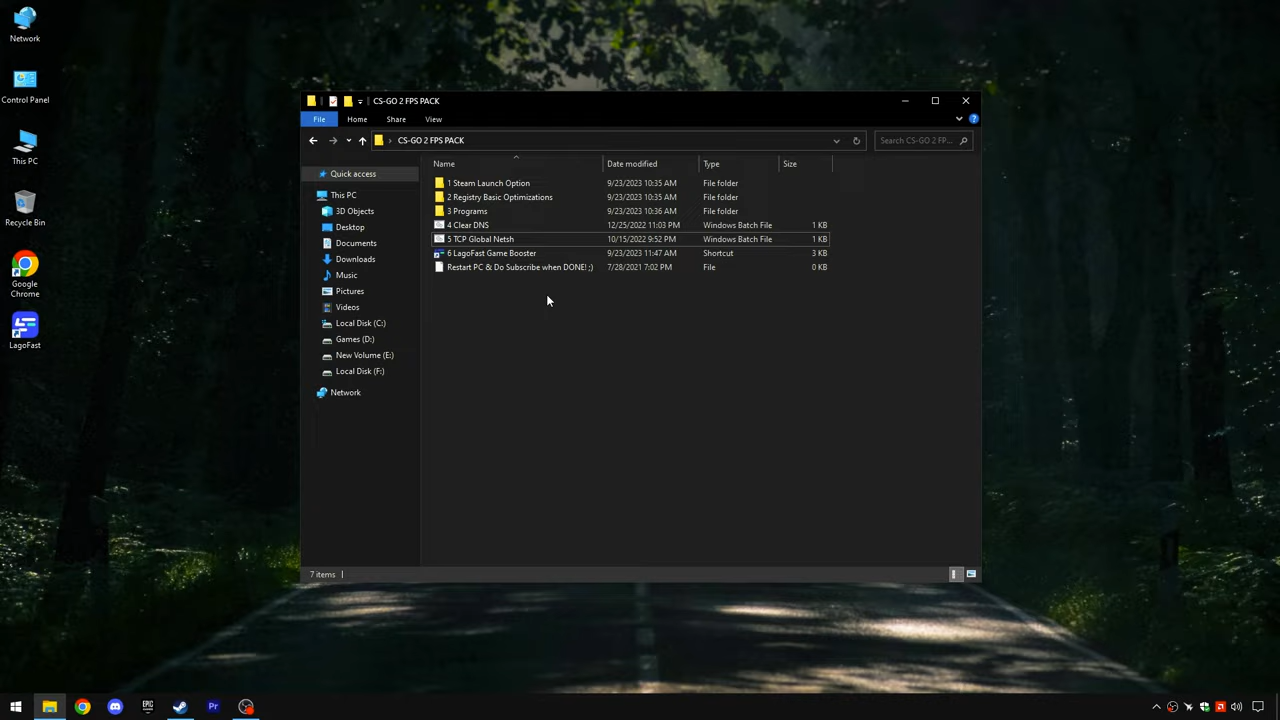 Network
Control Panel
This PC
Recycle Bin
Google
Chrome
LagoFast
CS-GO 2 FPS PACK
File
Home
Share
View
CS-GO 2 FPS PACK
Search CS-GO 2 FP...
Quick access
This PC
3D Objects
Desktop
Documents
Downloads
Music
Pictures
Videos
Local Disk (C:)
Games (D:)
New Volume (E:)
Local Disk (F:)
Network
Name Date modified Type Size
1 Steam Launch Option 9/23/2023 10:35 AM File folder
2 Registry Basic Optimizations 9/23/2023 10:35 AM File folder
3 Programs 9/23/2023 10:36 AM File folder
4 Clear DNS 12/25/2022 11:03 PM Windows Batch File 1 KB
5 TCP Global Netsh 10/15/2022 9:52 PM Windows Batch File 1 KB
6 LagoFast Game Booster 9/23/2023 11:47 AM Shortcut 3 KB
Restart PC & Do Subscribe when DONE! ;) 7/28/2021 7:02 PM File 0 KB
7 items
EPIC
Pr